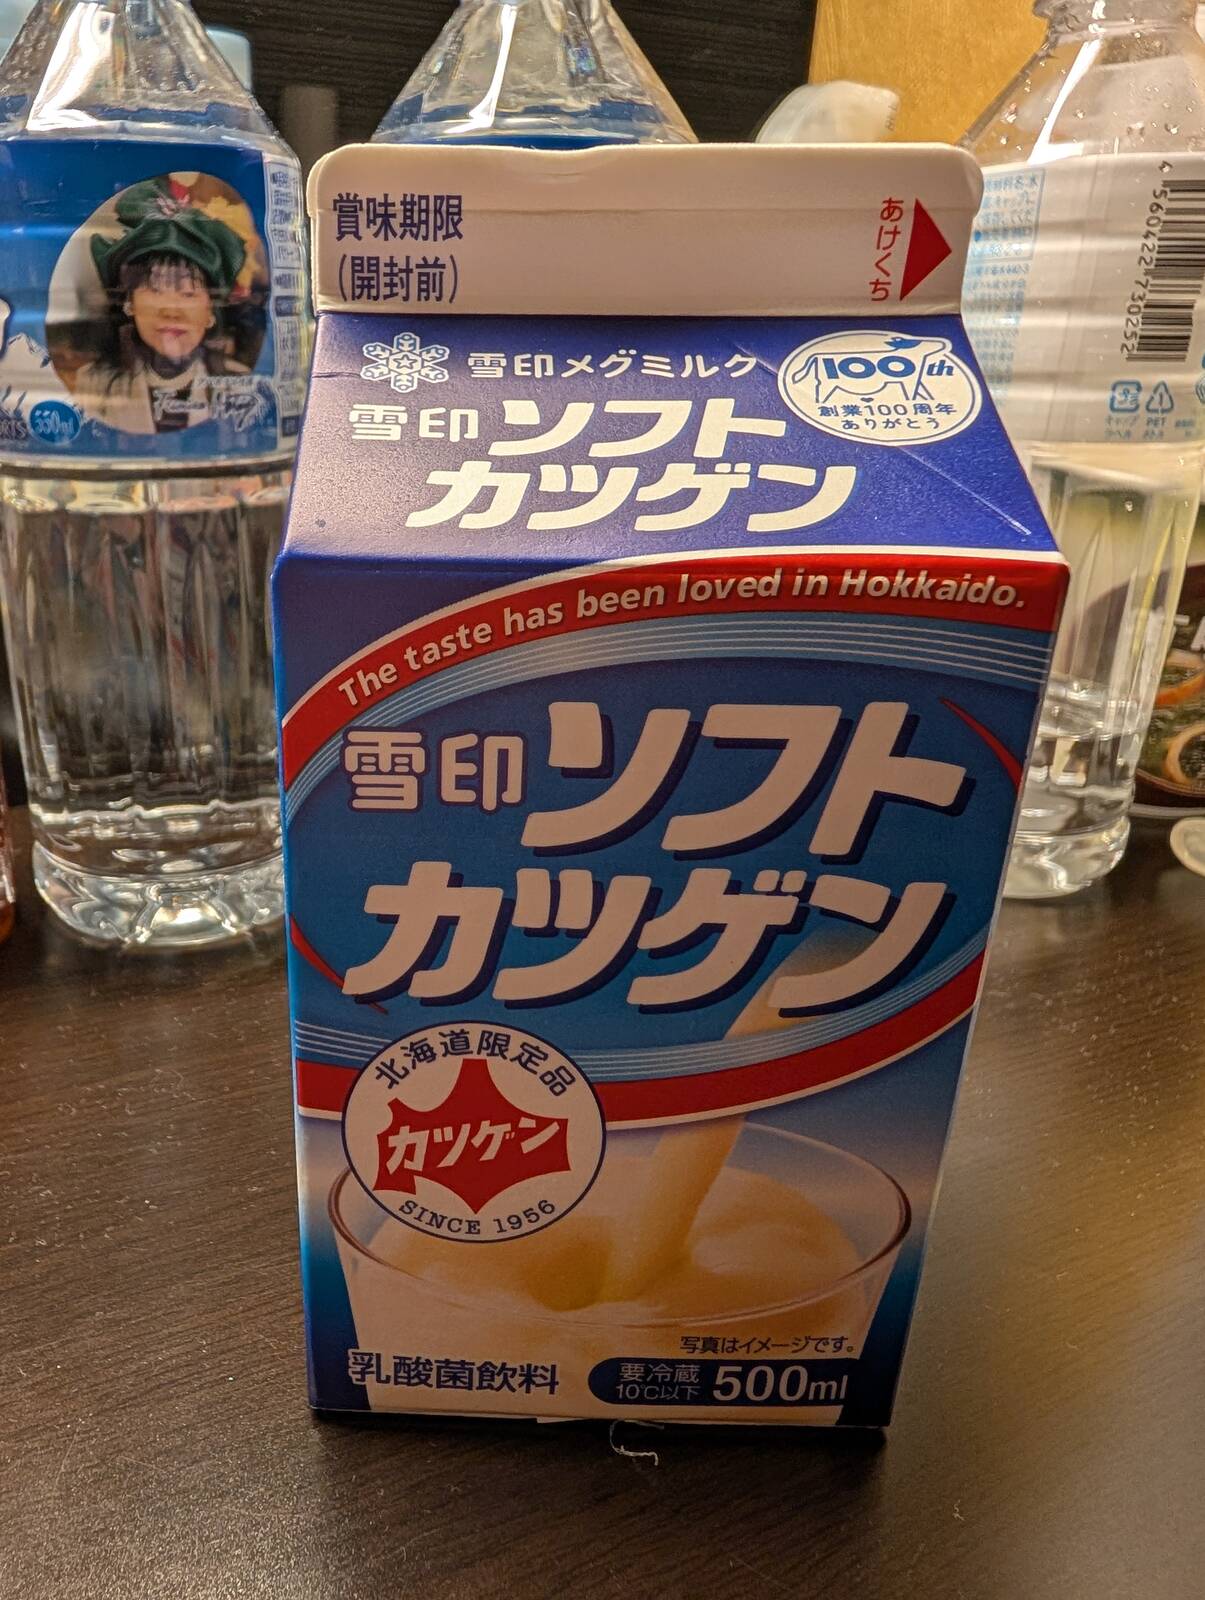 賞味期限
(開封前)
あけくち
雪印メグミルク
100th
創業100周年
ありがとう
雪印 ソフト
カツゲン
The taste has been loved in Hokkaido.
雪印 ソフト
カツゲン
北海道限定品
カツゲン
SINCE 1956
写真はイメージです。
乳酸菌飲料
要冷蔵
10℃以下
500ml
4 560422 730252